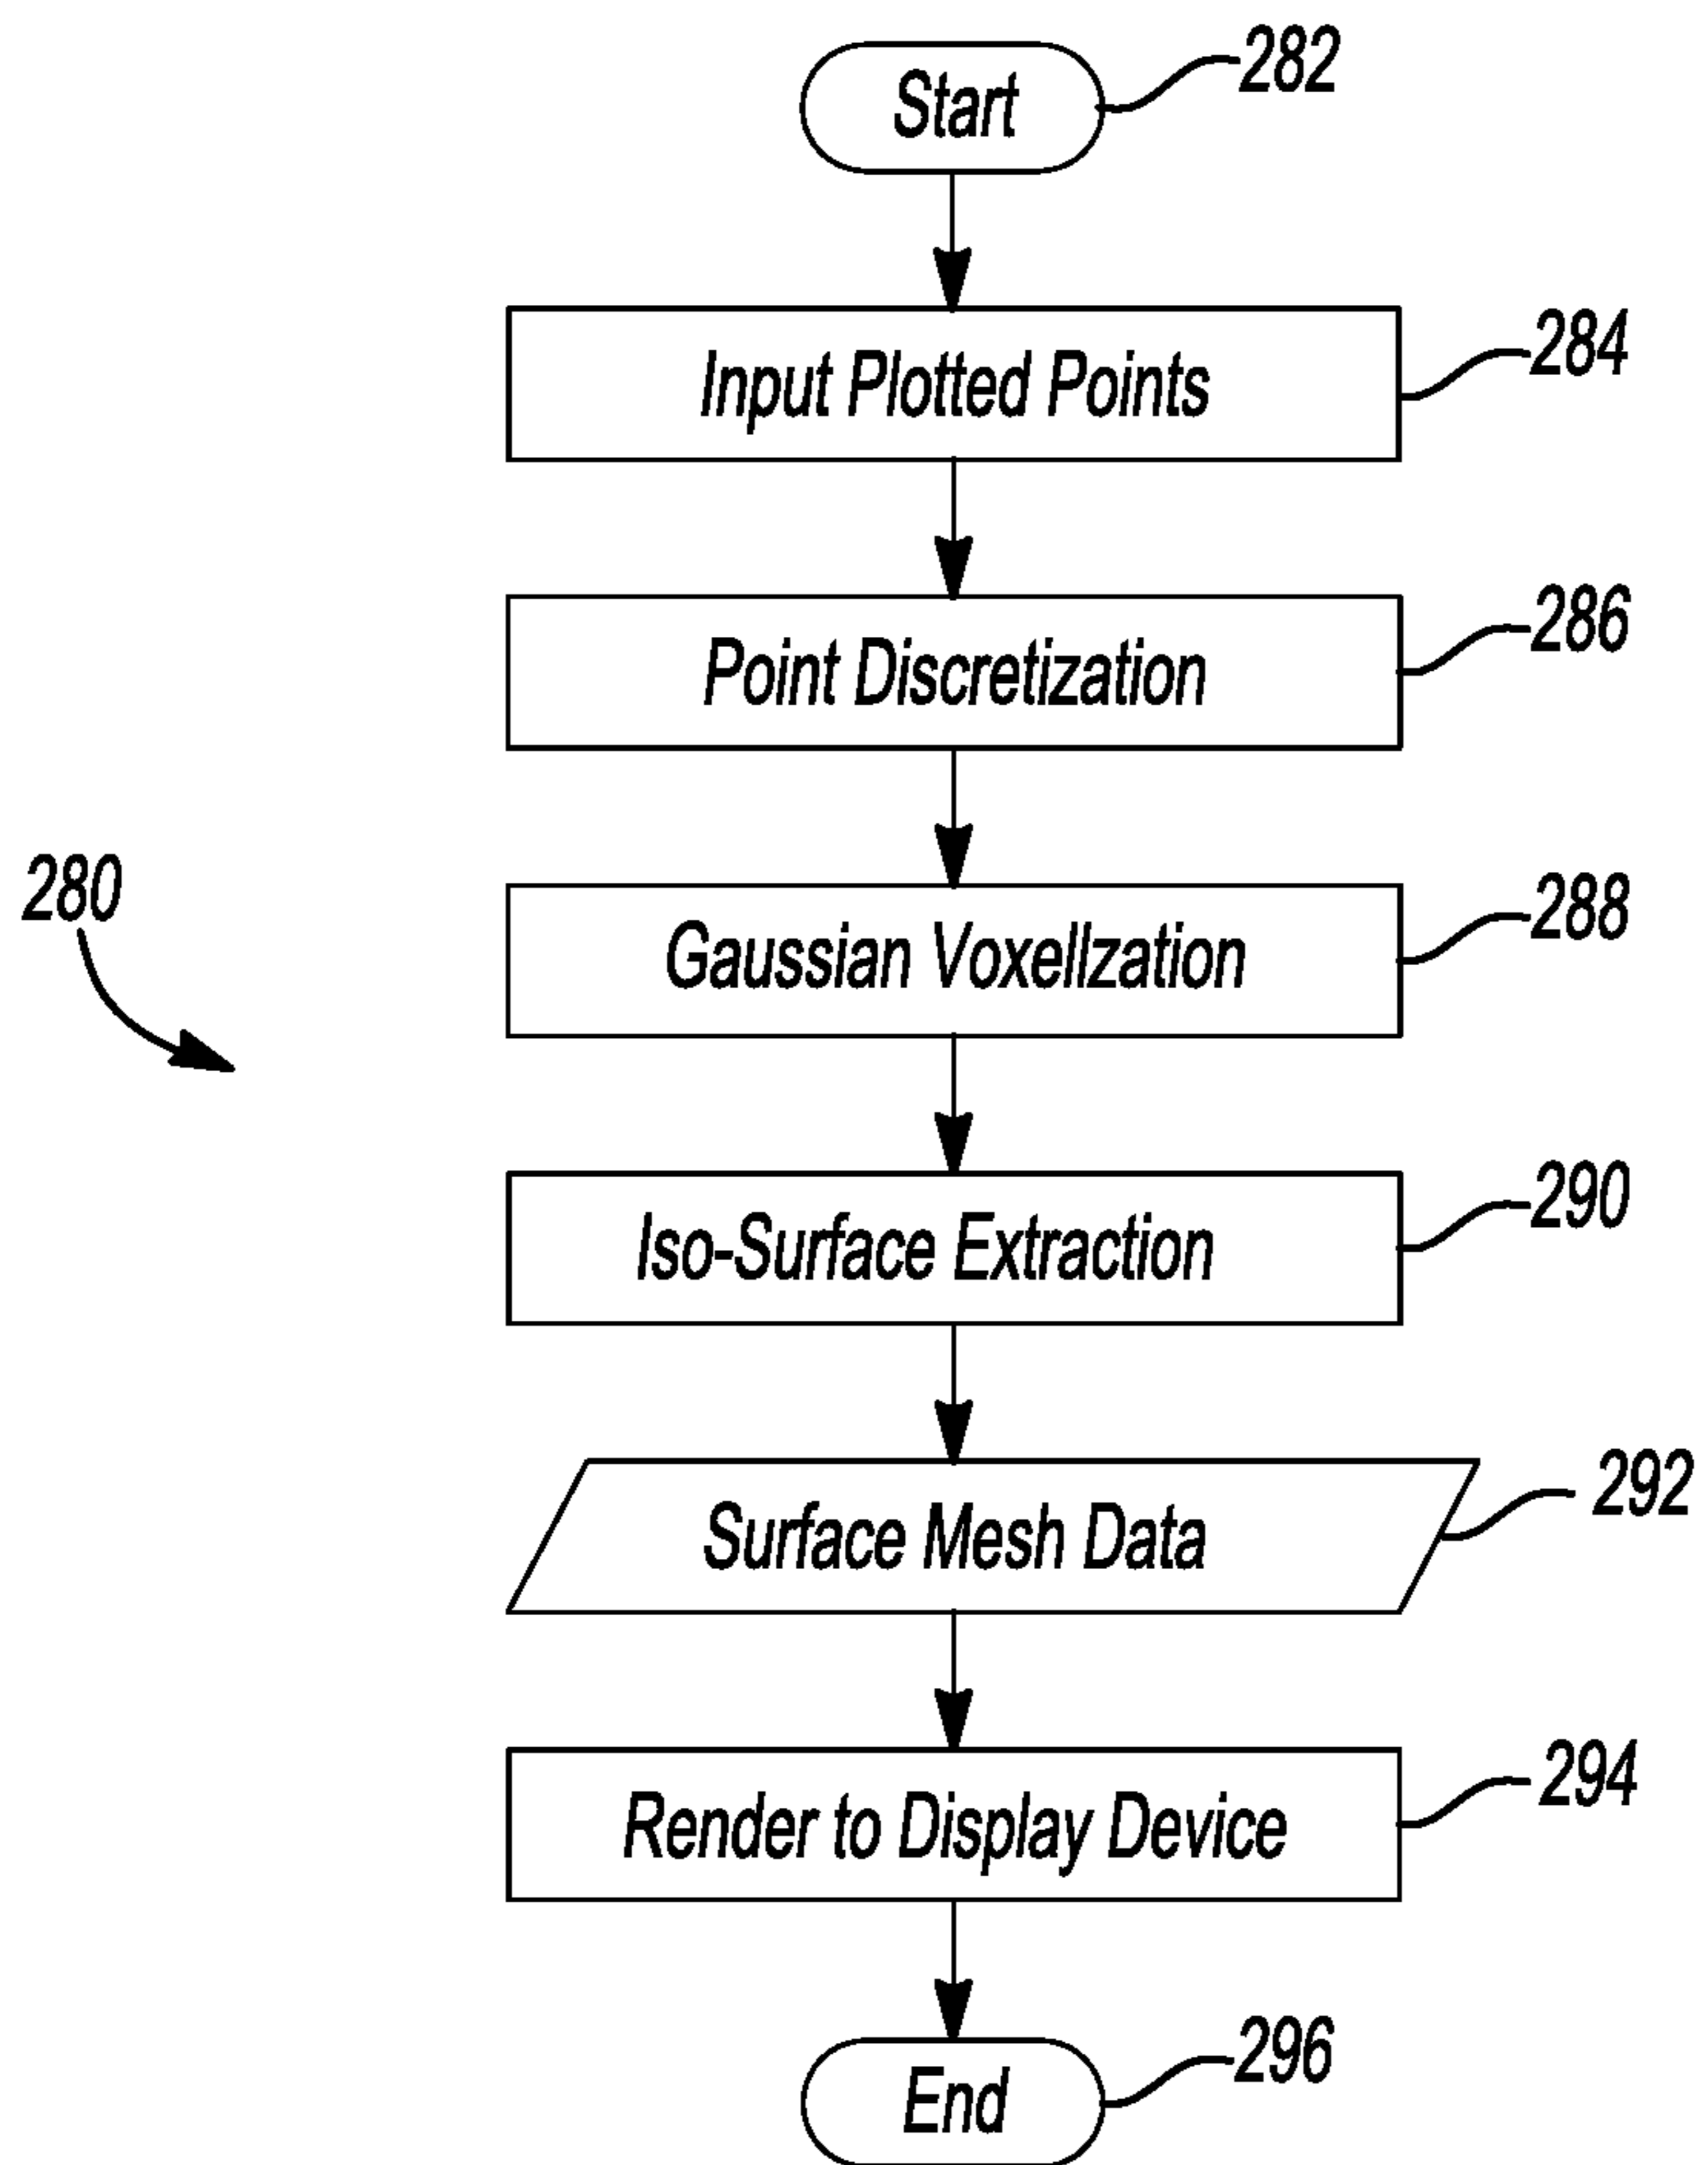 Start
282
Input Plotted Points
284
Point Discretization
286
280
Gaussian VoxelIzation
288
Iso-Surface Extraction
290
Surface Mesh Data
292
Render to Display Device
294
End
296